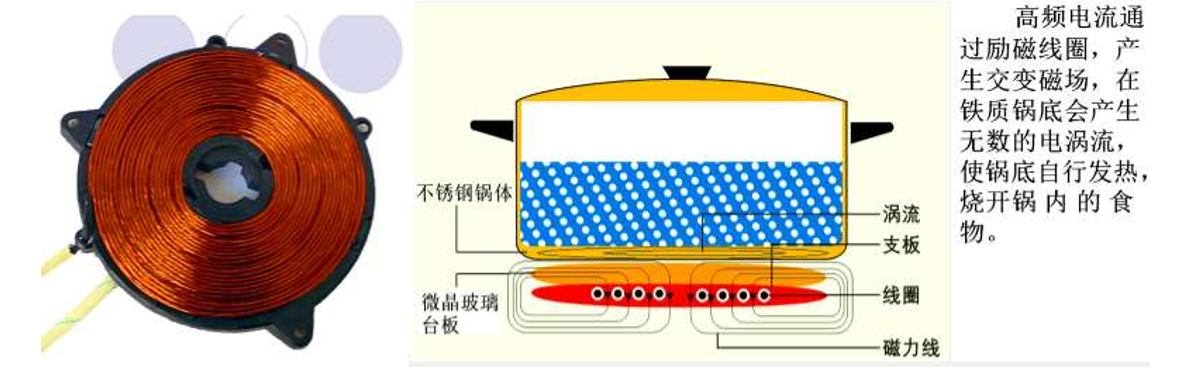 高频电流通
过励磁线圈，产
生交变磁场，在
铁质锅底会产生
无数的电涡流，
使锅底自行发热，
烧开锅内的食
物。
不锈钢锅体
涡流
支板
微晶玻璃
台板
线圈
磁力线